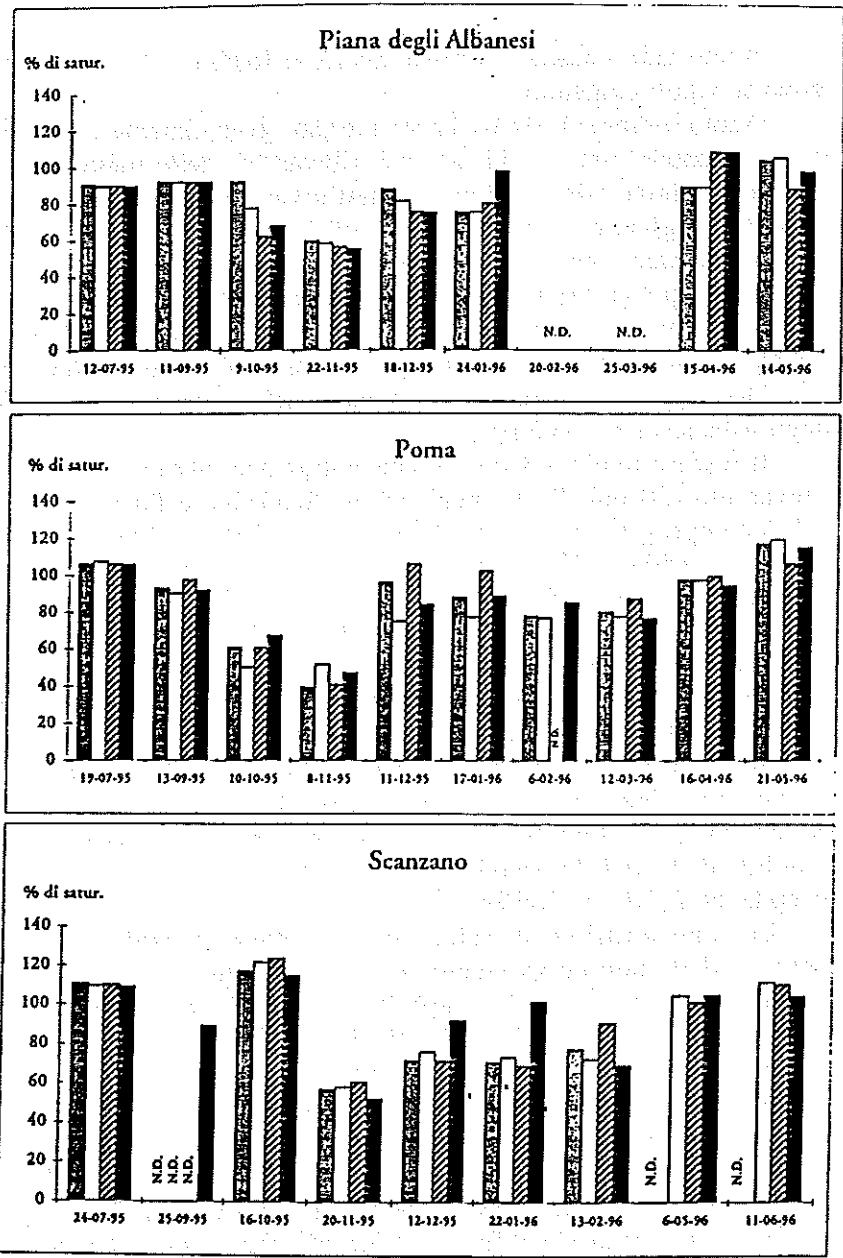 Piana degli Albanesi
% di satur.
140
120
100
80
60
40
20
0
N.D. N.D.
12-07-95 11-09-95 9-10-95 22-11-95 18-12-95 24-01-96 20-02-96 25-03-96 15-04-96 14-05-96
Poma
% di satur.
140
120
100
80
60
40
20
0
N.D.
19-07-95 13-09-95 10-10-95 8-11-95 11-12-95 17-01-96 6-02-96 12-03-96 16-04-96 21-05-96
Scanzano
% di satur.
140
120
100
80
60
40
20
0
N.D. N.D. N.D. N.D. N.D.
24-07-95 25-09-95 16-10-95 20-11-95 12-12-95 22-01-96 13-02-96 6-05-96 11-06-96